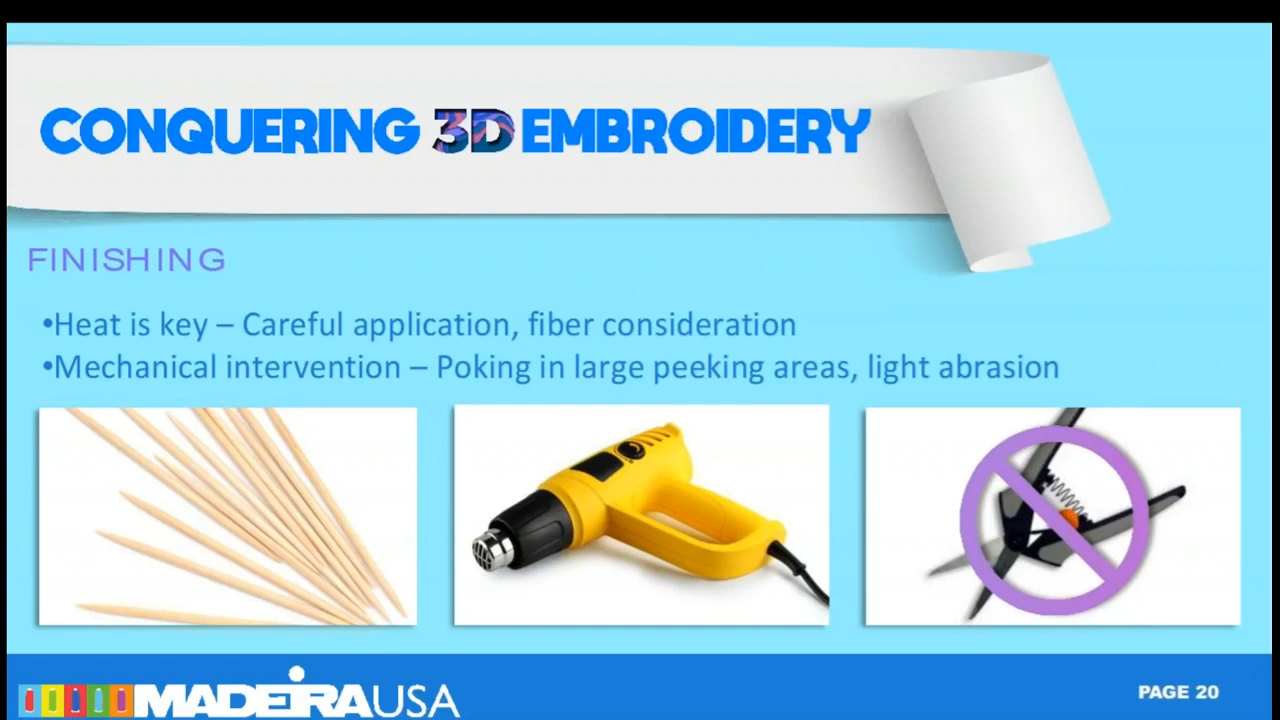 CONQUERING 3D EMBROIDERY
FINISHING
•Heat is key – Careful application, fiber consideration
•Mechanical intervention – Poking in large peeking areas, light abrasion
MADEIRAUSA
PAGE 20